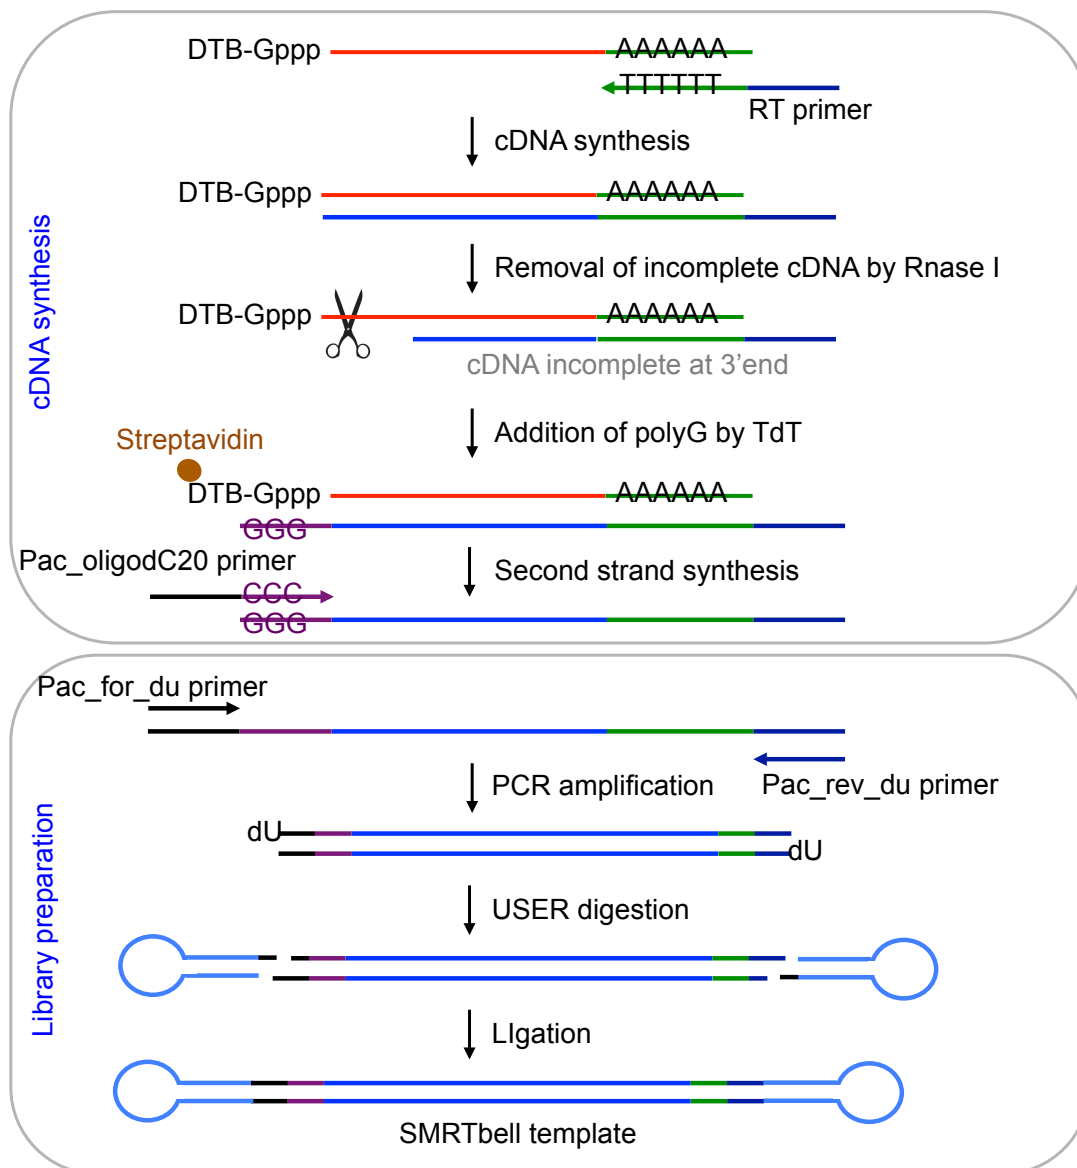 DTB-Gppp
AAAAAA
TTTTTT
RT primer
cDNA synthesis
DTB-Gppp
AAAAAA
Removal of incomplete cDNA by Rnase I
DTB-Gppp
AAAAAA
cDNA incomplete at 3'end
cDNA synthesis
Addition of polyG by TdT
Streptavidin
DTB-Gppp
AAAAAA
GGG
Pac_oligodC20 primer
Second strand synthesis
CCC
GGG
Pac_for_du primer
PCR amplification
Pac_rev_du primer
dU
dU
USER digestion
Library preparation
LIgation
SMRTbell template